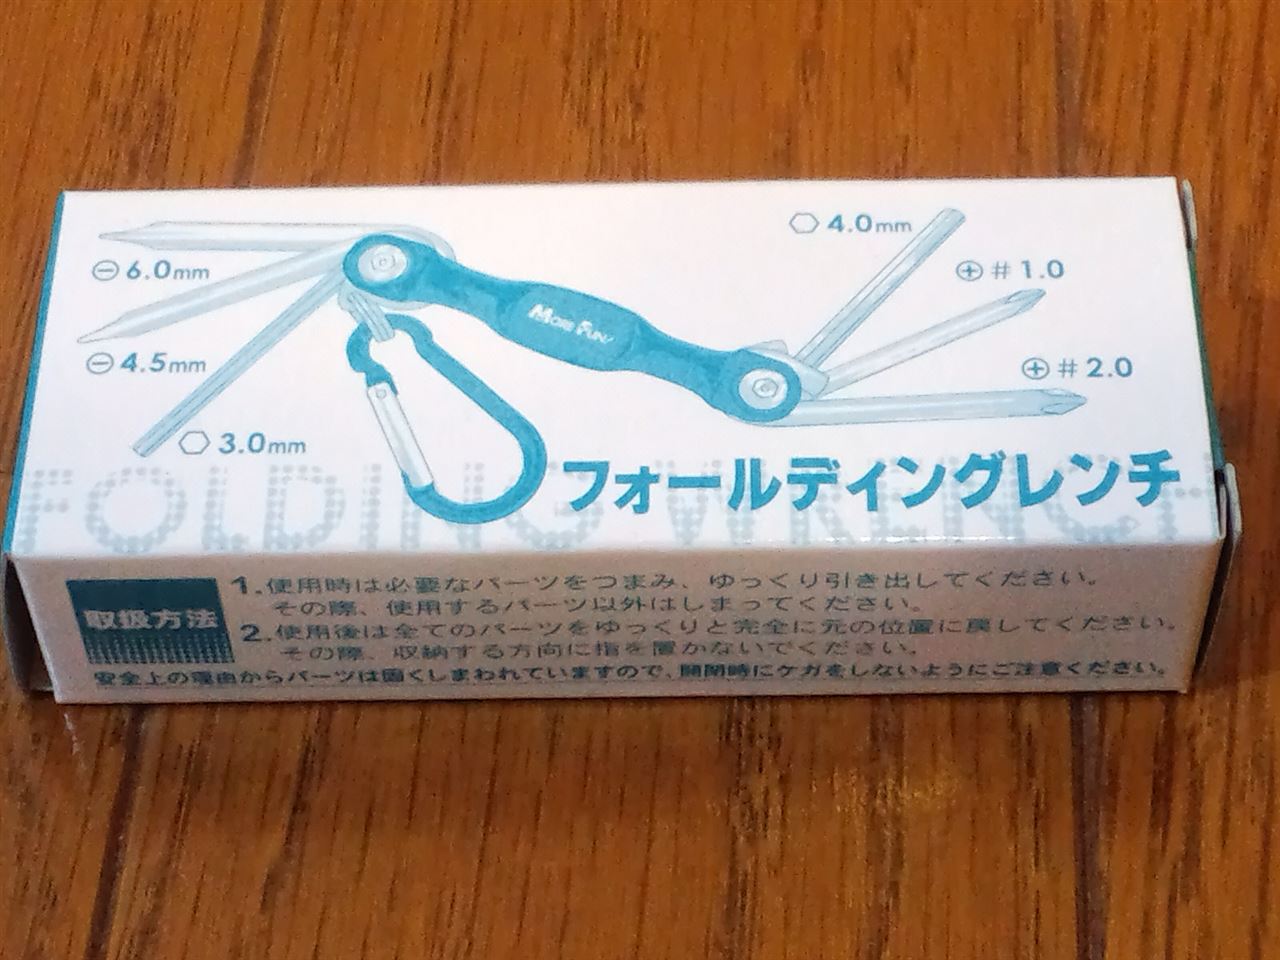 ⊖6.0mm
⊖4.5mm
⬡3.0mm
MORE FUN!
⬡4.0mm
⊕#1.0
⊕#2.0
FOLDING WRENCH
フォールディングレンチ
取扱方法
1.使用時は必要なパーツをつまみ、ゆっくり引き出してください。
その際、使用するパーツ以外はしまってください。
2.使用後は全てのパーツをゆっくりと完全に元の位置に戻してください。
その際、収納する方向に指を置かないでください。
安全上の理由からパーツは固くしまわれていますので、開閉時にケガをしないようにご注意ください。